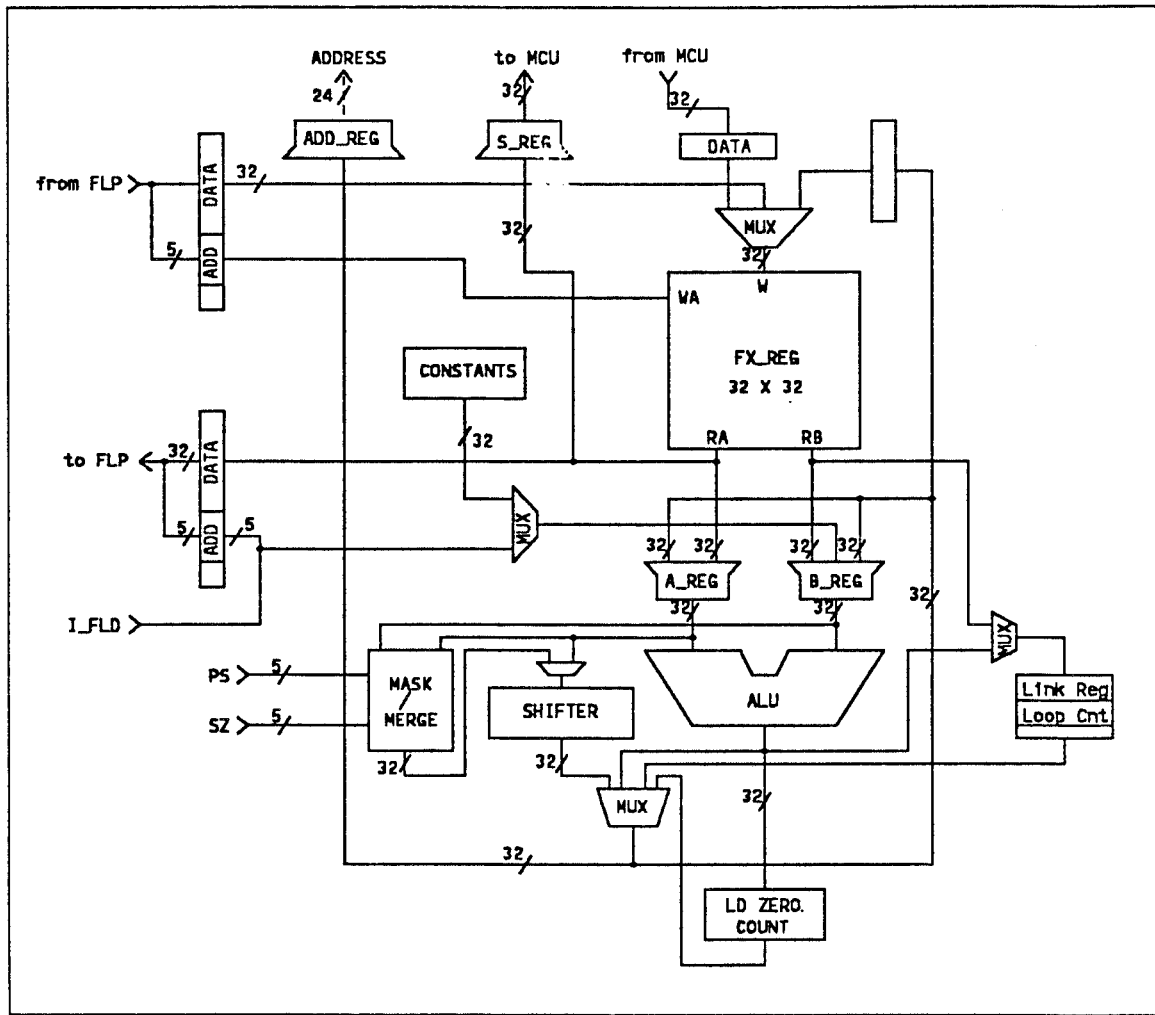 ADDRESS to MCU from MCU
24 32 32
ADD_REG S_REG DATA
from FLP DATA 32
MUX
5 ADD 32 32
WA W
FX_REG
32 X 32
CONSTANTS
32 RA RB
to FLP 32 DATA
5 ADD 5 MUX
32 32 32 32
A_REG B_REG
I_FLD 32 32 32
MUX
PS 5 MASK
/
MERGE
SHIFTER ALU Link Reg
SZ 5 Loop Cnt
32 32
MUX 32
32
LD ZERO.
COUNT